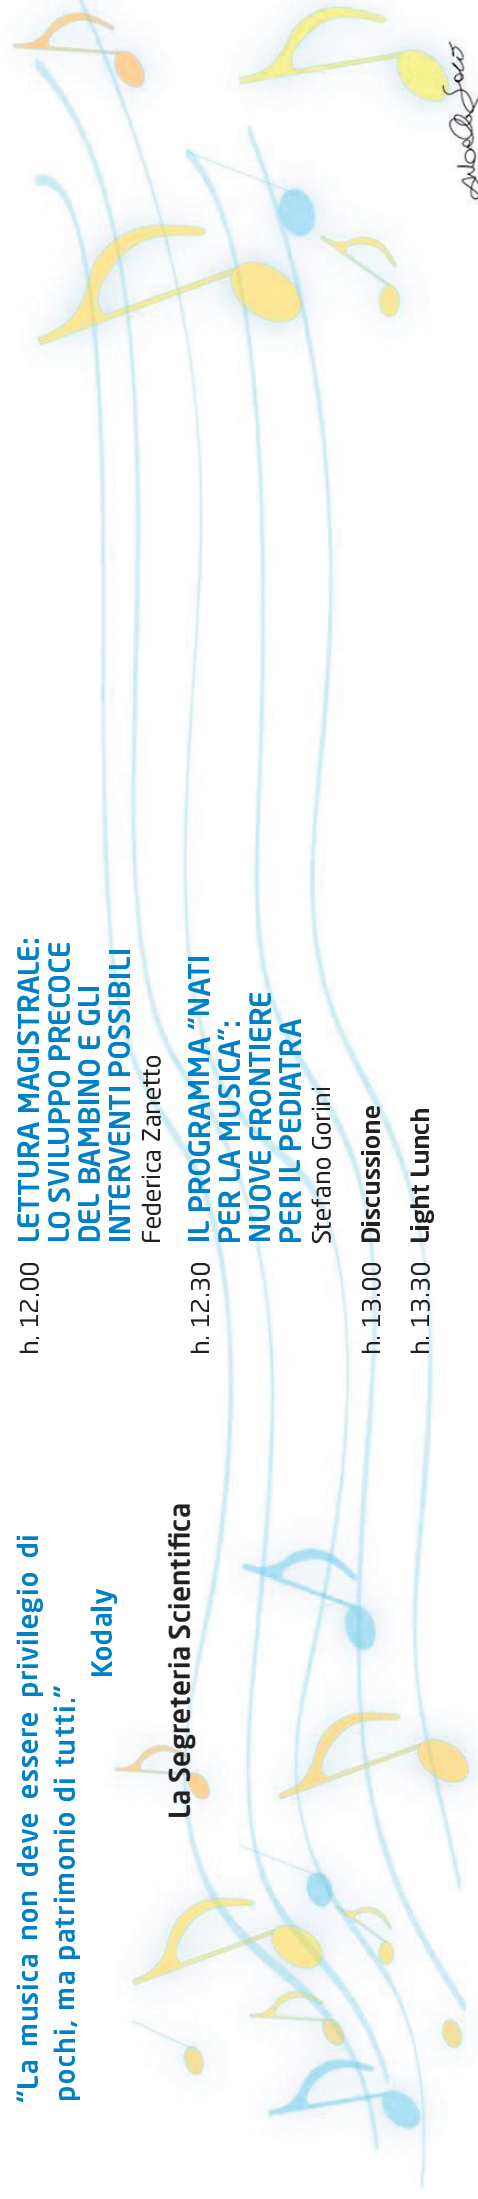 “La musica non deve essere privilegio di
pochi, ma patrimonio di tutti.”
Kodaly
La Segreteria Scientifica
h. 12.00 LETTURA MAGISTRALE:
LO SVILUPPO PRECOCE
DEL BAMBINO E GLI
INTERVENTI POSSIBILI
Federica Zanetto
h. 12.30 IL PROGRAMMA “NATI
PER LA MUSICA”:
NUOVE FRONTIERE
PER IL PEDIATRA
Stefano Gorini
h. 13.00 Discussione
h. 13.30 Light Lunch